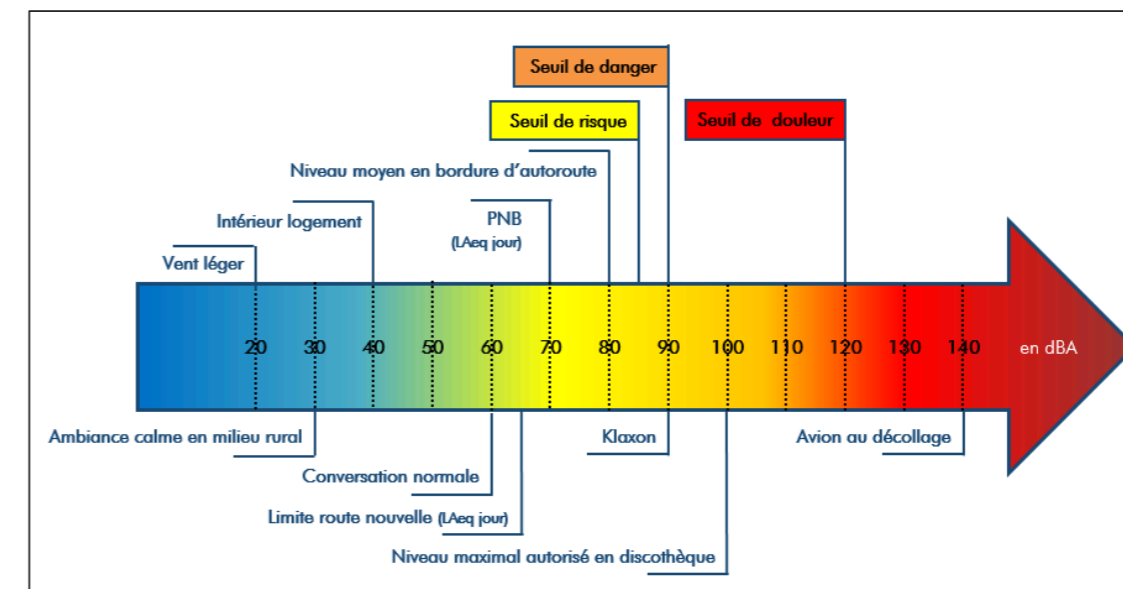 Seuil de danger
Seuil de risque
Seuil de douleur
Niveau moyen en bordure d'autoroute
Intérieur logement
PNB
(LAeq jour)
Vent léger
20 30 40 50 60 70 80 90 100 110 120 130 140 en dBA
Ambiance calme en milieu rural
Klaxon
Avion au décollage
Conversation normale
Limite route nouvelle (LAeq jour)
Niveau maximal autorisé en discothèque